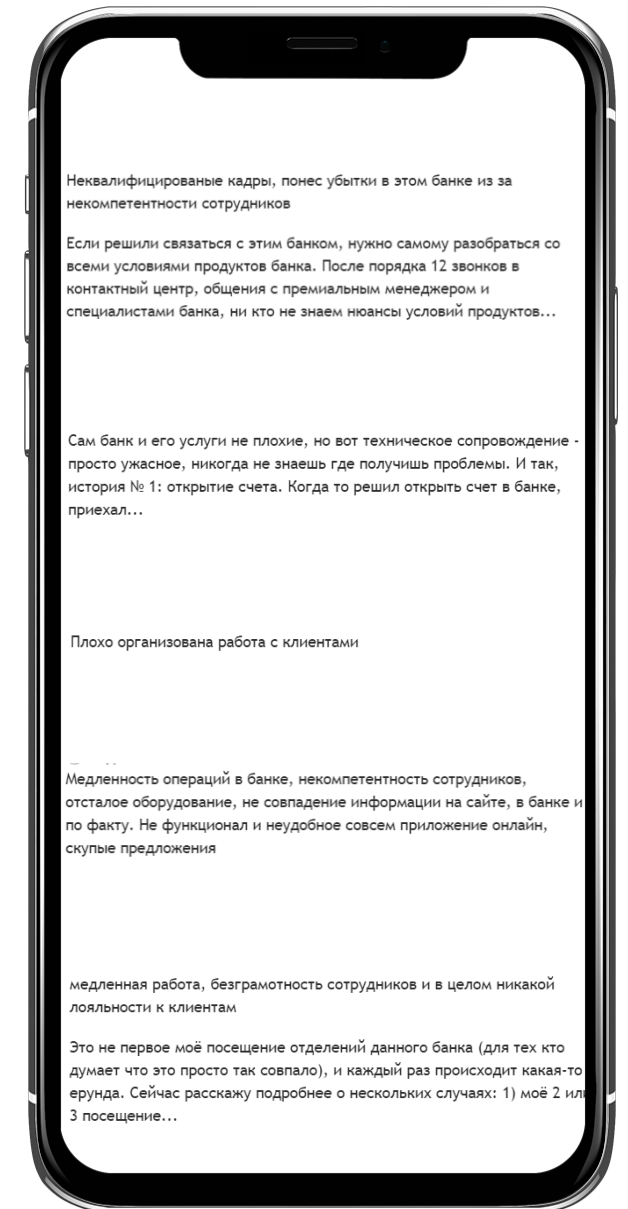 Неквалифицированые кадры, понес убытки в этом банке из за
некомпетентности сотрудников
Если решили связаться с этим банком, нужно самому разобраться со
всеми условиями продуктов банка. После порядка 12 звонков в
контактный центр, общения с премиальным менеджером и
специалистами банка, ни кто не знаем нюансы условий продуктов...
Сам банк и его услуги не плохие, но вот техническое сопровождение -
просто ужасное, никогда не знаешь где получишь проблемы. И так,
история № 1: открытие счета. Когда то решил открыть счет в банке,
приехал...
Плохо организована работа с клиентами
Медленность операций в банке, некомпетентность сотрудников,
отсталое оборудование, не совпадение информации на сайте, в банке и
по факту. Не функционал и неудобное совсем приложение онлайн,
скупые предложения
медленная работа, безграмотность сотрудников и в целом никакой
лояльности к клиентам
Это не первое моё посещение отделений данного банка (для тех кто
думает что это просто так совпало), и каждый раз происходит какая-то
ерунда. Сейчас расскажу подробнее о нескольких случаях: 1) моё 2 или
3 посещение...